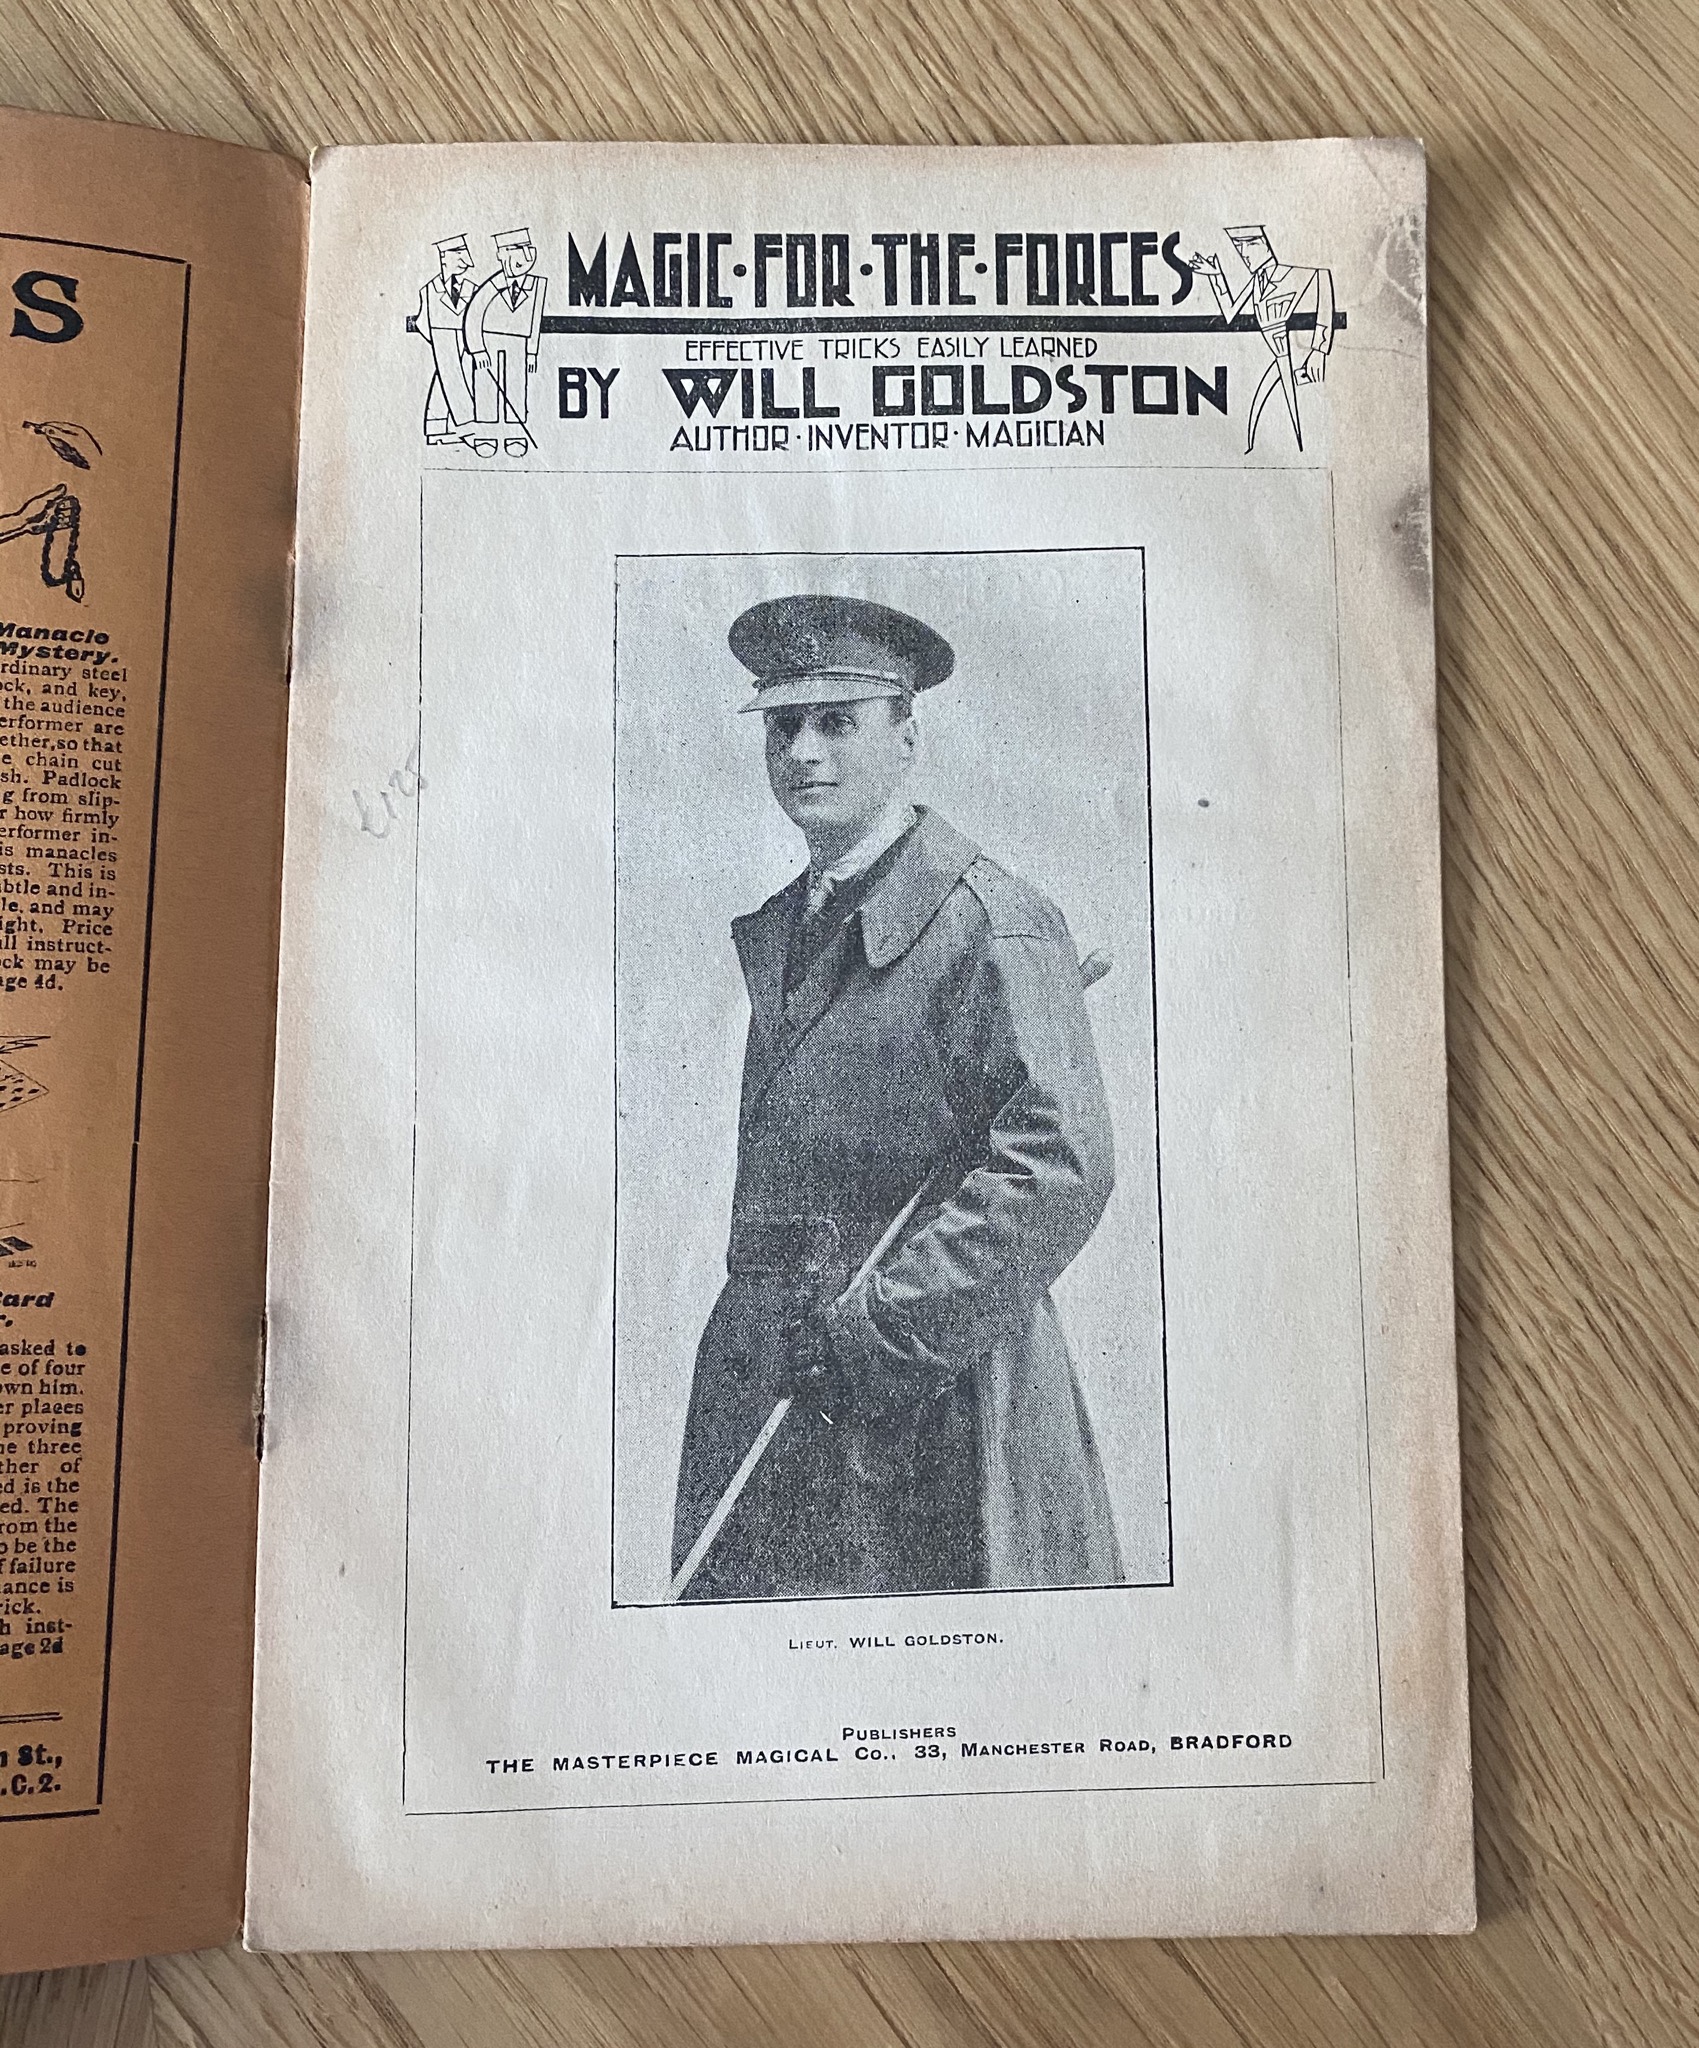 S
Manacle
Mystery.
rdinary steel
ock, and key,
the audience
erformer are
ether, so that
e chain cut
sh. Padlock
g from slip-
r how firmly
erformer in-
is manacles
sts. This is
btle and in-
le, and may
ight. Price
ll instruct-
ock may be
age 4d.
Card
r.
asked to
e of four
own him.
er places
proving
he three
ther of
ed is the
ed. The
rom the
o be the
f failure
ance is
rick.
h inst-
age 2d
n St.,
.C.2.
MAGIC·FOR·THE·FORCES
EFFECTIVE TRICKS EASILY LEARNED
BY WILL GOLDSTON
AUTHOR·INVENTOR·MAGICIAN
LIEUT. WILL GOLDSTON.
PUBLISHERS
THE MASTERPIECE MAGICAL CO., 33, MANCHESTER ROAD, BRADFORD